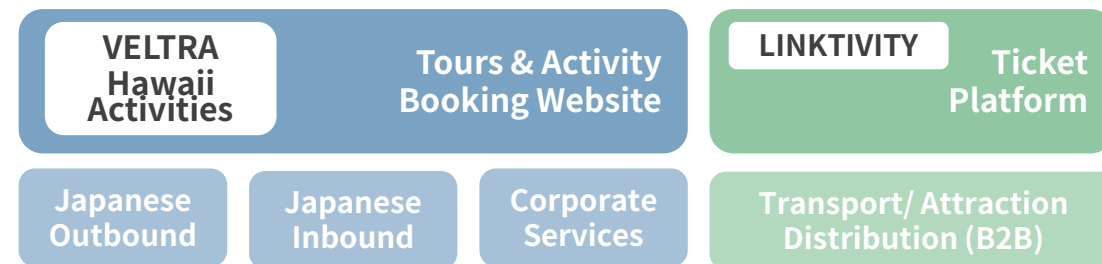 VELTRA
Hawaii
Activities
Tours & Activity
Booking Website
LINKTIVITY
Ticket
Platform
Japanese
Outbound
Japanese
Inbound
Corporate
Services
Transport/ Attraction
Distribution (B2B)